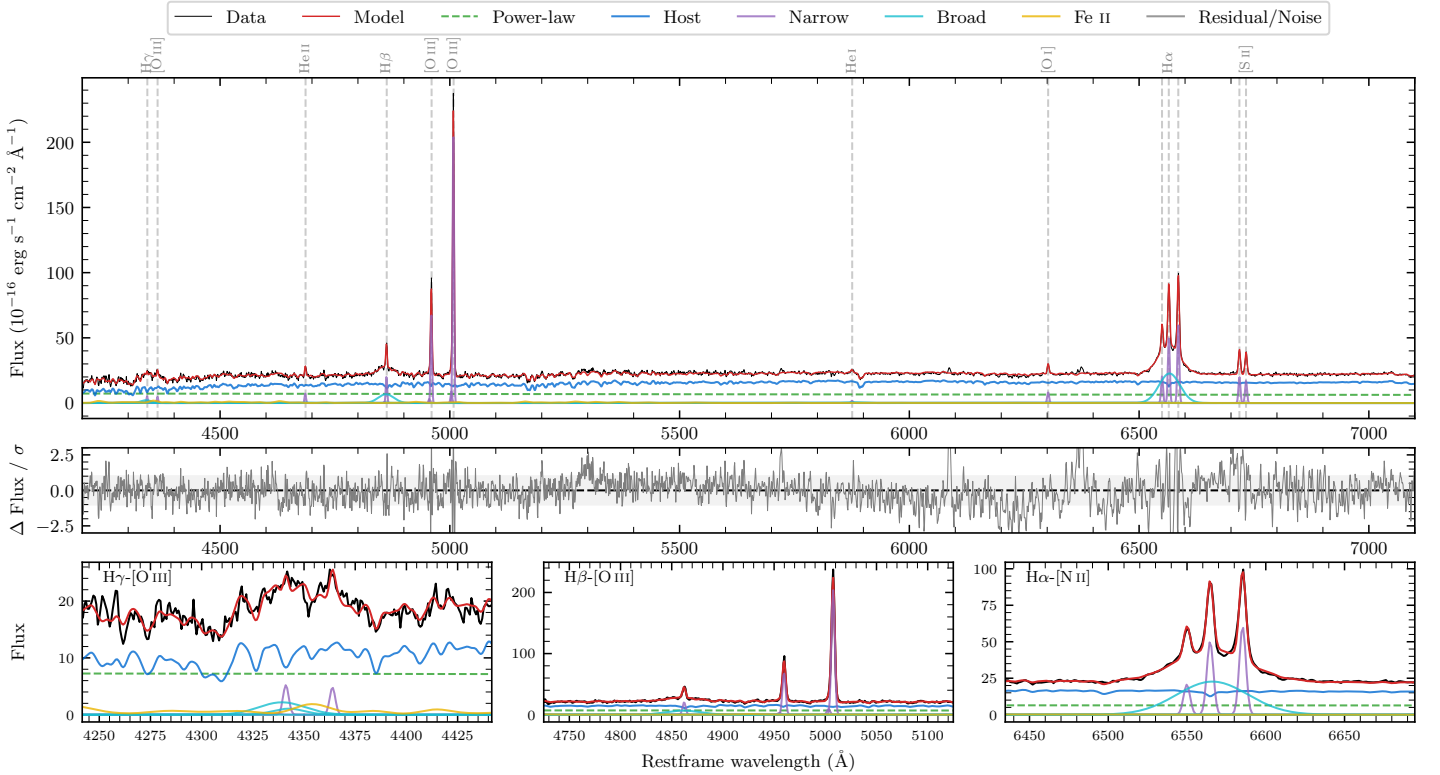 Data Model Power-law Host Narrow Broad Fe II Residual/Noise
Hγ [O III] He II Hβ [O III] [O III] He I [O I] Hα [S II]
Flux (10⁻¹⁶ erg s⁻¹ cm⁻² Å⁻¹)
200
150
100
50
0
4500 5000 5500 6000 6500 7000
Δ Flux / σ
2.5
0.0
−2.5
4500 5000 5500 6000 6500 7000
Flux
Hγ-[O III]
20
10
0
4250 4275 4300 4325 4350 4375 4400 4425
Hβ-[O III]
200
100
0
4750 4800 4850 4900 4950 5000 5050 5100
Hα-[N II]
100
75
50
25
0
6450 6500 6550 6600 6650
Restframe wavelength (Å)